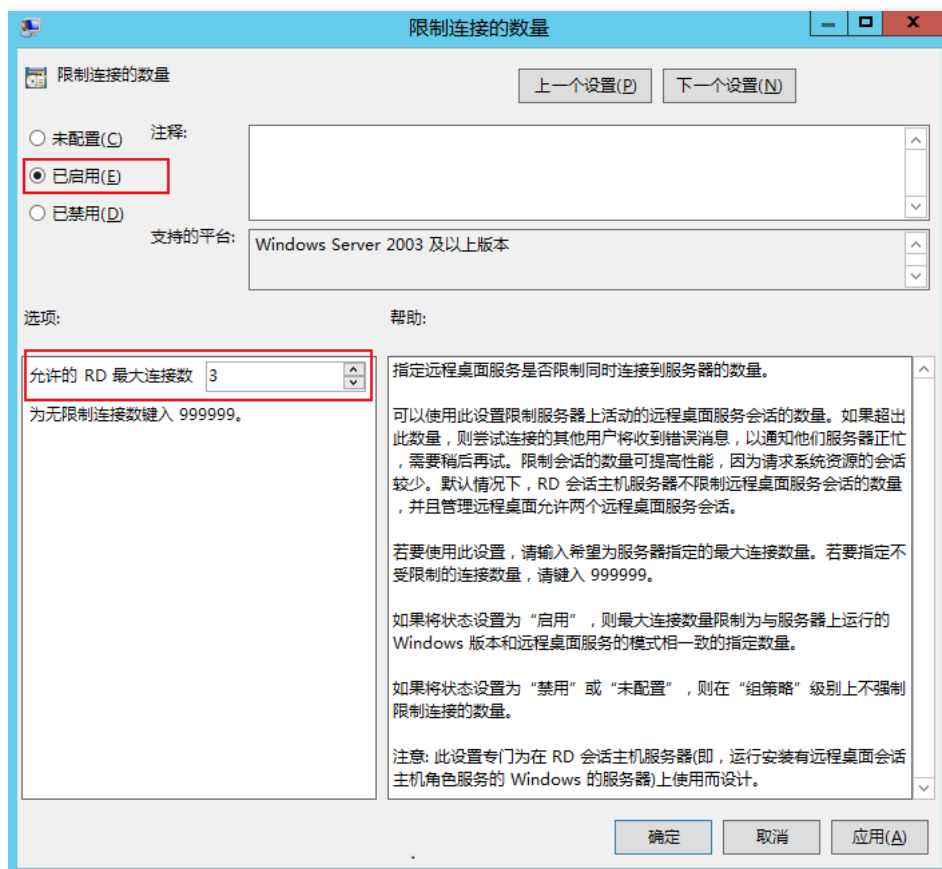 限制连接的数量
限制连接的数量
上一个设置(P)
下一个设置(N)
未配置(C)
注释:
已启用(E)
已禁用(D)
支持的平台:
Windows Server 2003 及以上版本
选项:
帮助:
允许的 RD 最大连接数
3
为无限制连接数键入 999999。
指定远程桌面服务是否限制同时连接到服务器的数量。
可以使用此设置限制服务器上活动的远程桌面服务会话的数量。如果超出
此数量，则尝试连接的其他用户将收到错误消息，以通知他们服务器正忙
，需要稍后再试。限制会话的数量可提高性能，因为请求系统资源的会话
较少。默认情况下，RD 会话主机服务器不限制远程桌面服务会话的数量
，并且管理远程桌面允许两个远程桌面服务会话。
若要使用此设置，请输入希望为服务器指定的最大连接数量。若要指定不
受限制的连接数量，请键入 999999。
如果将状态设置为“启用”，则最大连接数量限制为与服务器上运行的
Windows 版本和远程桌面服务的模式相一致的指定数量。
如果将状态设置为“禁用”或“未配置”，则在“组策略”级别上不强制
限制连接的数量。
注意: 此设置专门为在 RD 会话主机服务器(即，运行安装有远程桌面会话
主机角色服务的 Windows 的服务器)上使用而设计。
确定
取消
应用(A)